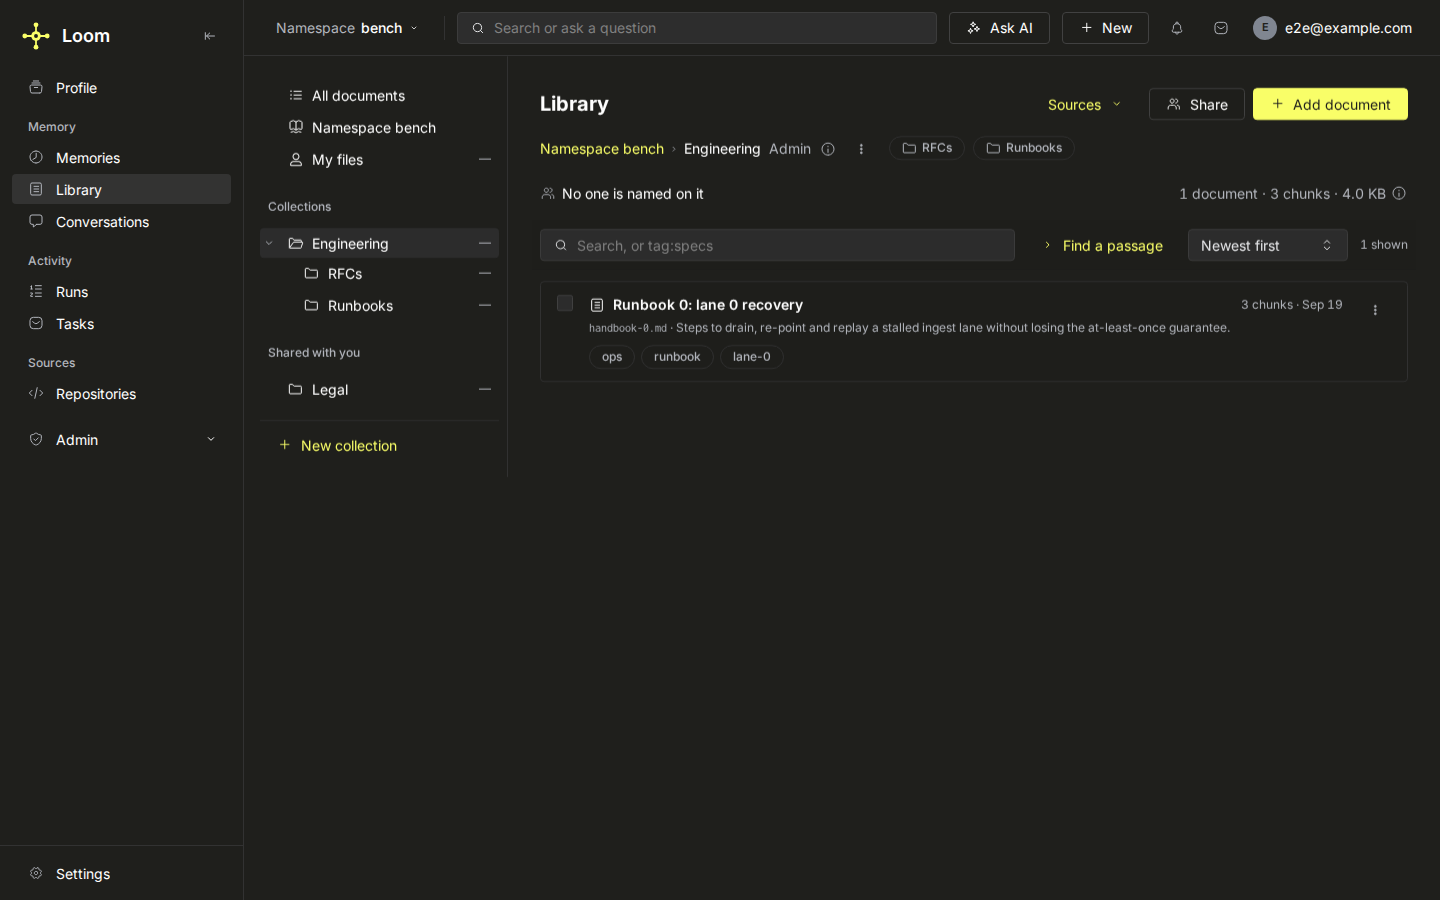 Loom
Profile
Memory
Memories
Library
Conversations
Activity
Runs
Tasks
Sources
Repositories
Admin
Settings
Namespace bench
Search or ask a question
Ask AI
New
E
e2e@example.com
All documents
Namespace bench
My files —
Collections
Engineering —
RFCs —
Runbooks —
Shared with you
Legal —
New collection
Library
Sources
Share
Add document
Namespace bench › Engineering Admin
RFCs
Runbooks
No one is named on it
1 document · 3 chunks · 4.0 KB
Search, or tag:specs
Find a passage
Newest first
1 shown
Runbook 0: lane 0 recovery
3 chunks · Sep 19
handbook-0.md · Steps to drain, re-point and replay a stalled ingest lane without losing the at-least-once guarantee.
ops
runbook
lane-0